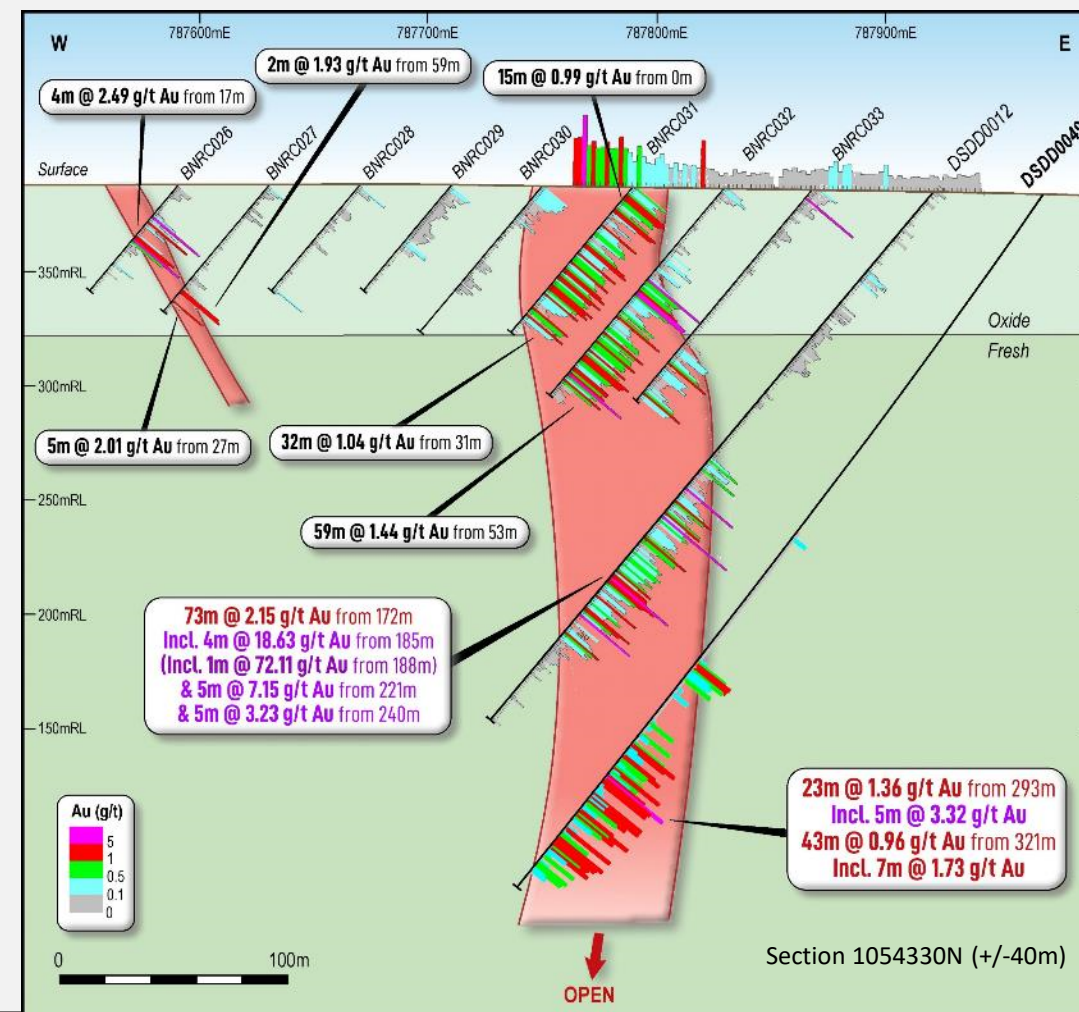 787600mE
787700mE
787800mE
787900mE
W
E
2m @ 1.93 g/t Au from 59m
15m @ 0.99 g/t Au from 0m
4m @ 2.49 g/t Au from 17m
Surface
BNRC026
BNRC027
BNRC028
BNRC029
BNRC030
BNRC031
BNRC032
BNRC033
DSDD0012
350mRL
Oxide
Fresh
300mRL
5m @ 2.01 g/t Au from 27m
32m @ 1.04 g/t Au from 31m
250mRL
59m @ 1.44 g/t Au from 53m
200mRL
73m @ 2.15 g/t Au from 172m
Incl. 4m @ 18.63 g/t Au from 185m
(Incl. 1m @ 72.11 g/t Au from 188m)
& 5m @ 7.15 g/t Au from 221m
& 5m @ 3.23 g/t Au from 240m
150mRL
23m @ 1.36 g/t Au from 293m
Incl. 5m @ 3.32 g/t Au
43m @ 0.96 g/t Au from 321m
Incl. 7m @ 1.73 g/t Au
Au (g/t)
5
1
0.5
0.1
0
0
100m
Section 1054330N (+/-40m)
OPEN